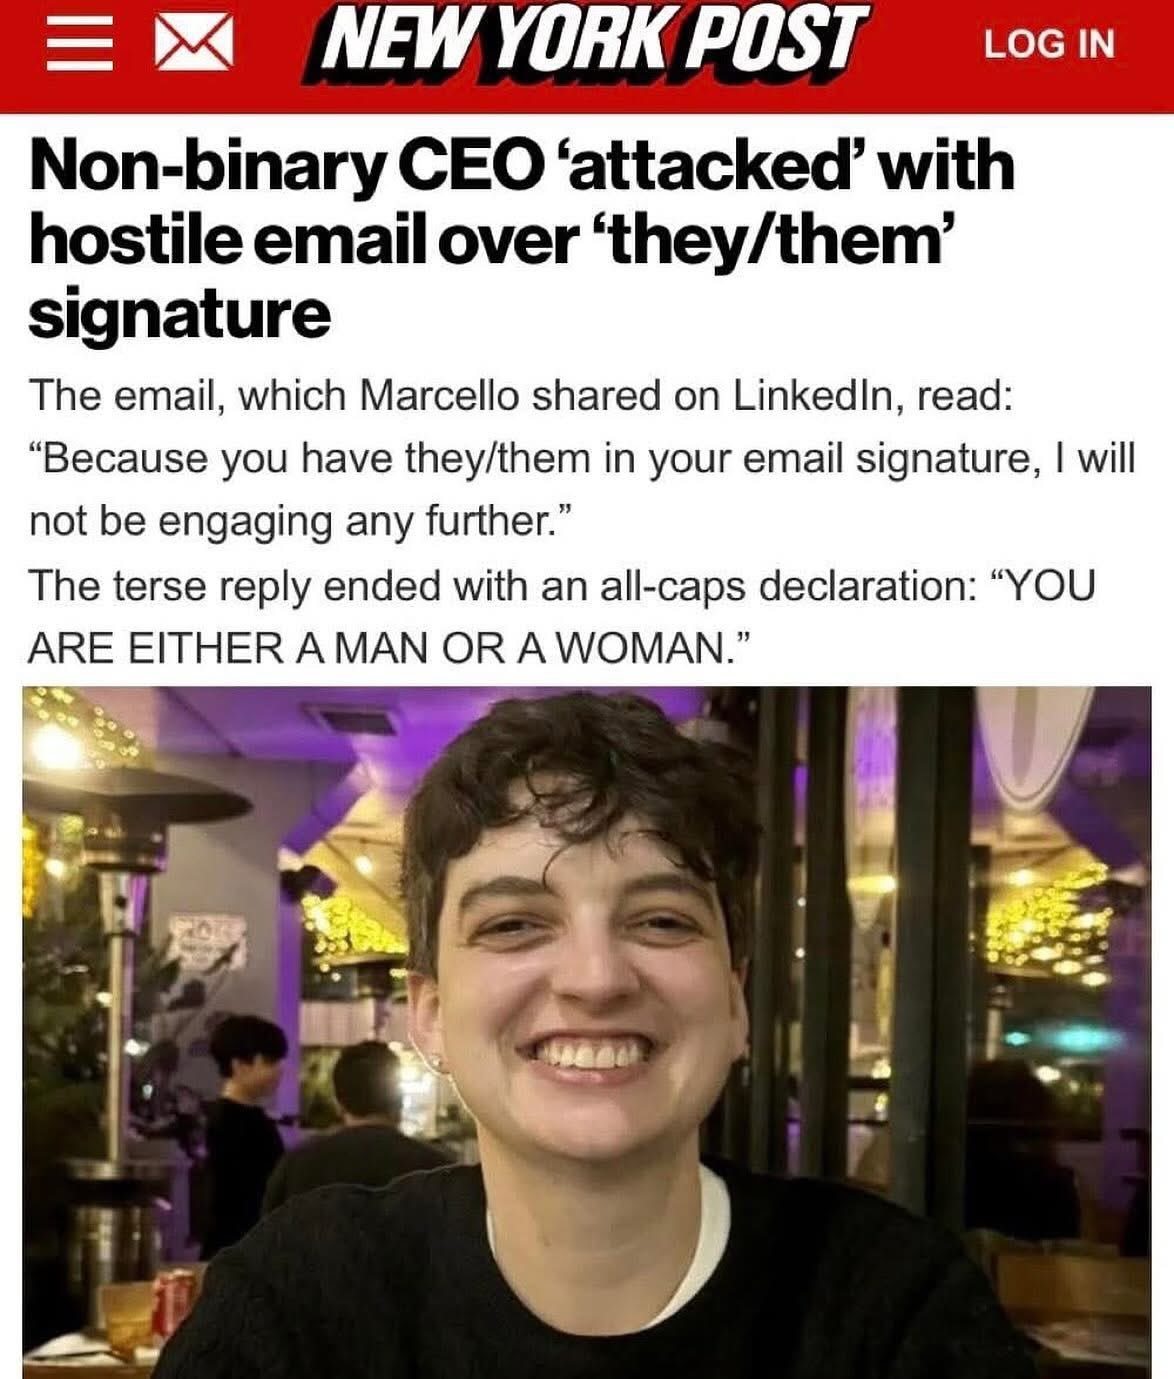 NEW YORK POST
LOG IN
Non-binary CEO ‘attacked’ with
hostile email over ‘they/them’
signature
The email, which Marcello shared on LinkedIn, read:
“Because you have they/them in your email signature, I will
not be engaging any further.”
The terse reply ended with an all-caps declaration: “YOU
ARE EITHER A MAN OR A WOMAN.”